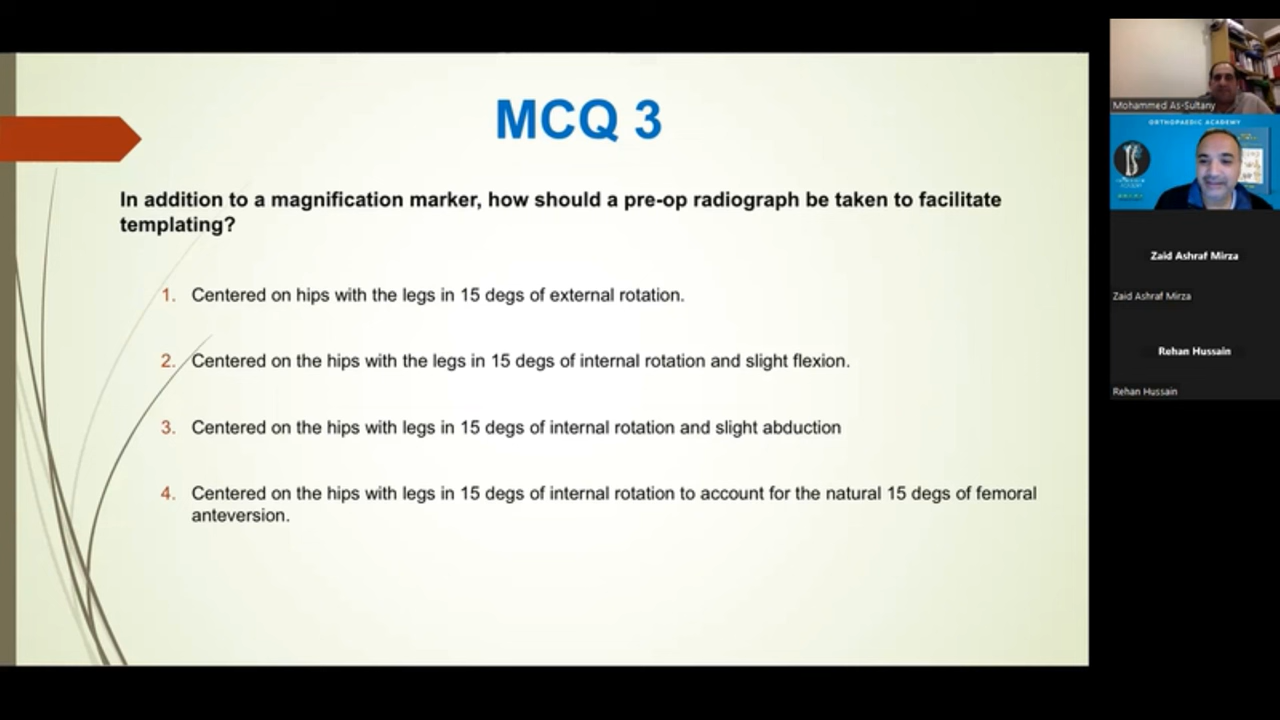 MCQ 3
In addition to a magnification marker, how should a pre-op radiograph be taken to facilitate
templating?
1. Centered on hips with the legs in 15 degs of external rotation.
2. Centered on the hips with the legs in 15 degs of internal rotation and slight flexion.
3. Centered on the hips with legs in 15 degs of internal rotation and slight abduction
4. Centered on the hips with legs in 15 degs of internal rotation to account for the natural 15 degs of femoral
anteversion.
Mohammed As-Sultany
ORTHOPAEDIC ACADEMY
Zaid Ashraf Mirza
Zaid Ashraf Mirza
Rehan Hussain
Rehan Hussain